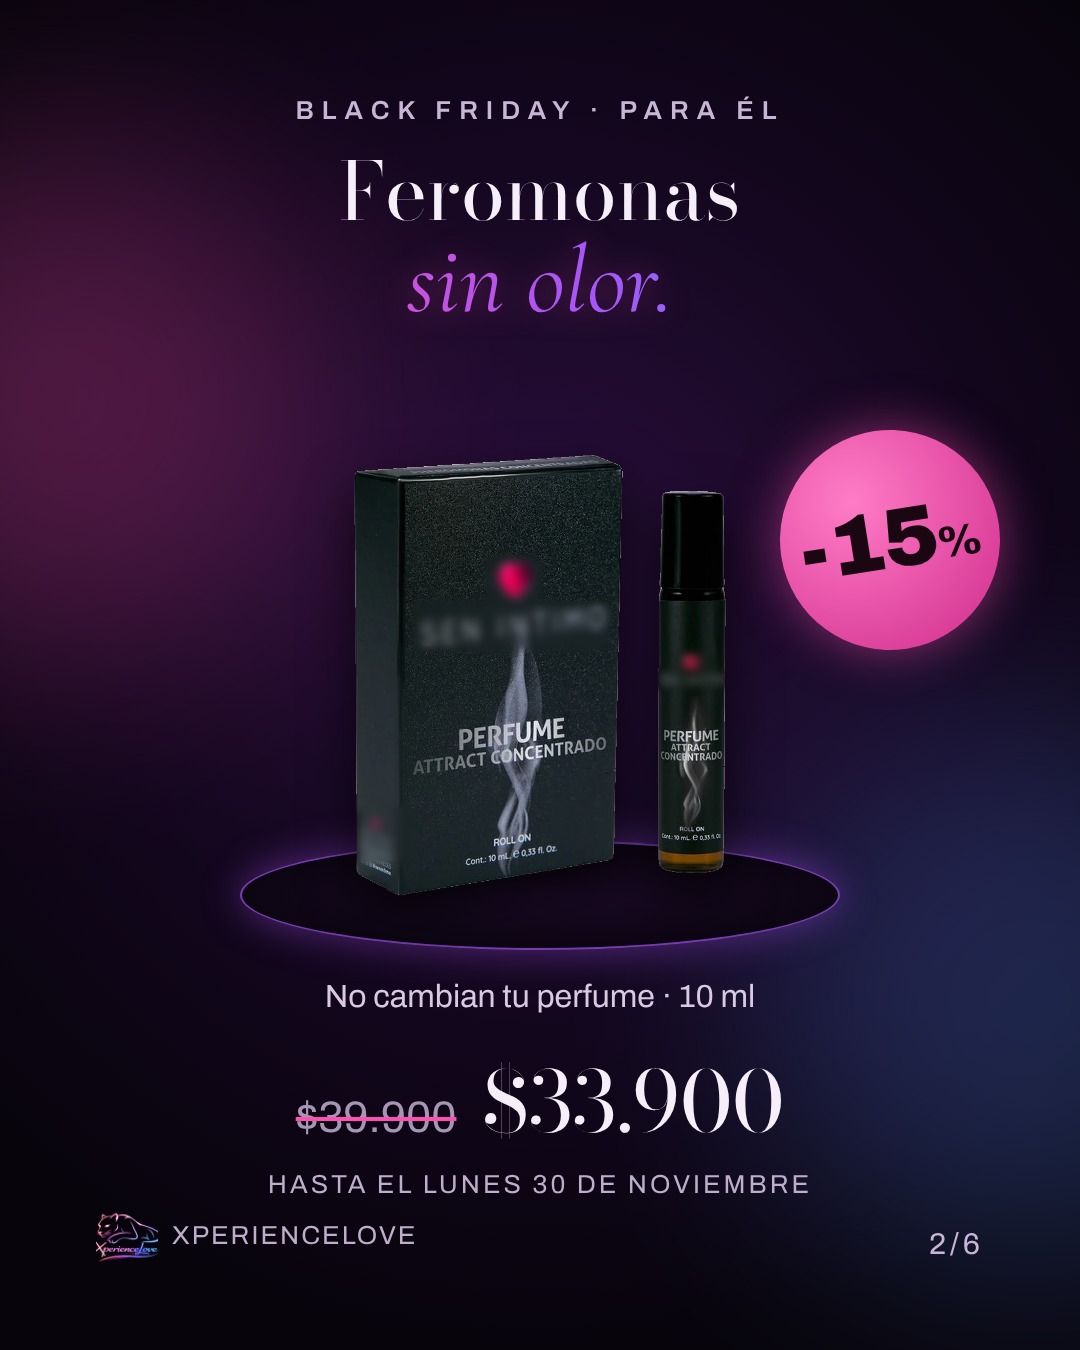 BLACK FRIDAY · PARA ÉL
Feromonas
sin olor.
-15%
SEN INTIMO
PERFUME
ATTRACT CONCENTRADO
ROLL ON
Cont.: 10 mL. ℮ 0,33 fl. Oz.
PERFUME
ATTRACT
CONCENTRADO
ROLL ON
Cont.: 10 mL. ℮ 0,33 fl. Oz.
No cambian tu perfume · 10 ml
$39.900 $33.900
HASTA EL LUNES 30 DE NOVIEMBRE
XperienceLove
XPERIENCELOVE
2/6